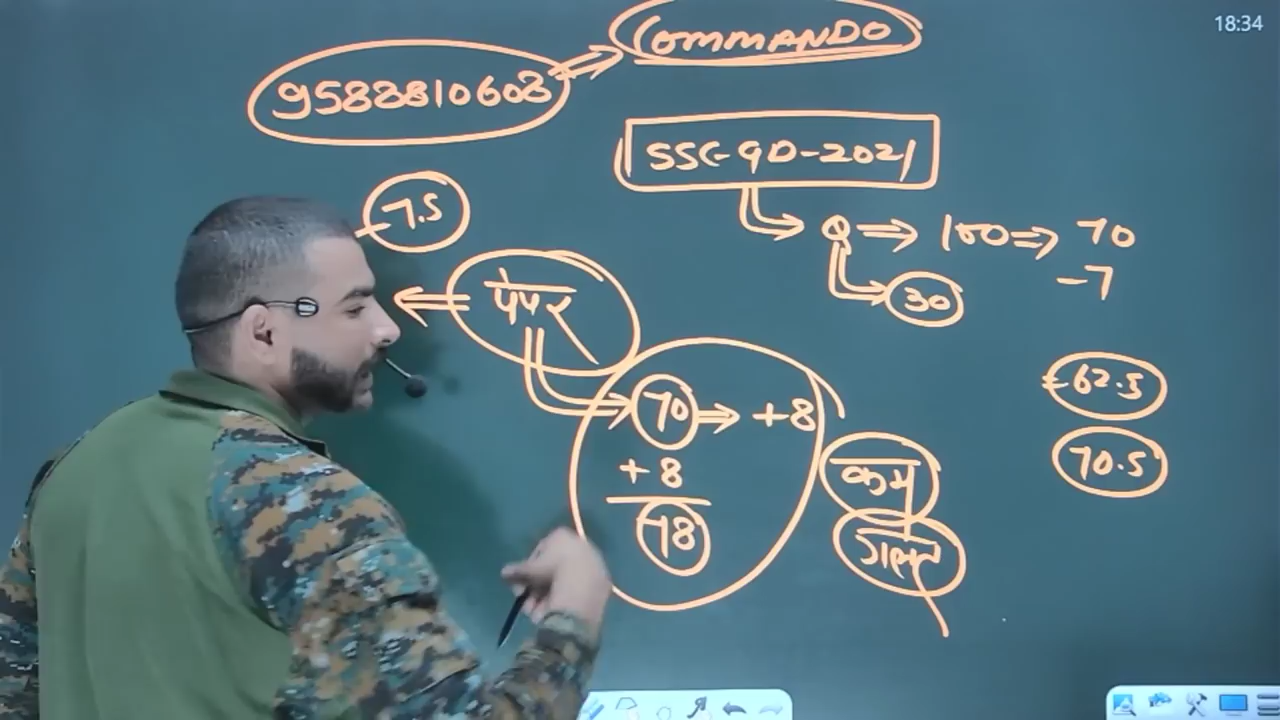 18:34
COMMANDO
9588810608
SSC-GD-2021
7.5
Q ⇒ 100 ⇒ 70
-7
30
पेपर
70 ⇒ +8
+8
78
कम
गलत
62.5
70.5